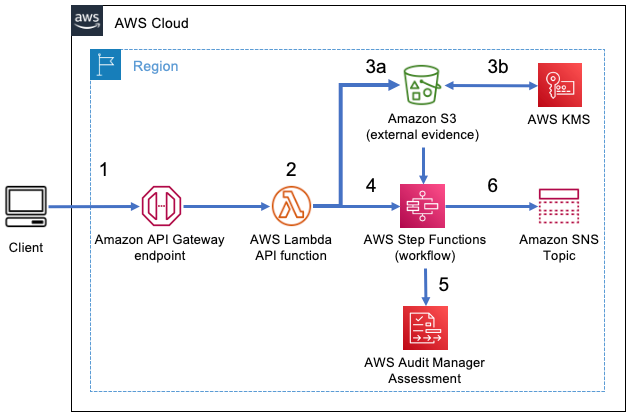 aws
AWS Cloud
Region
3a
3b
Amazon S3
(external evidence)
AWS KMS
1
2
4
6
Client
Amazon API Gateway
endpoint
AWS Lambda
API function
AWS Step Functions
(workflow)
Amazon SNS
Topic
5
AWS Audit Manager
Assessment